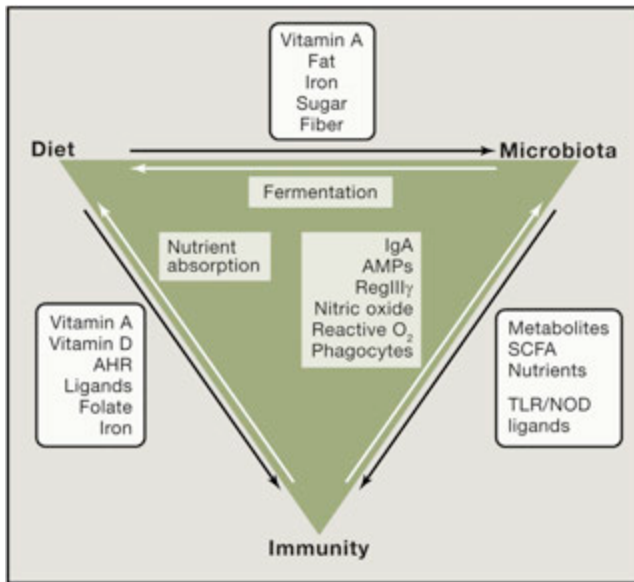 Vitamin A
Fat
Iron
Sugar
Fiber
Diet
Microbiota
Fermentation
Nutrient
absorption
IgA
AMPs
RegIIIγ
Nitric oxide
Reactive O₂
Phagocytes
Vitamin A
Vitamin D
AHR
Ligands
Folate
Iron
Metabolites
SCFA
Nutrients
TLR/NOD
ligands
Immunity